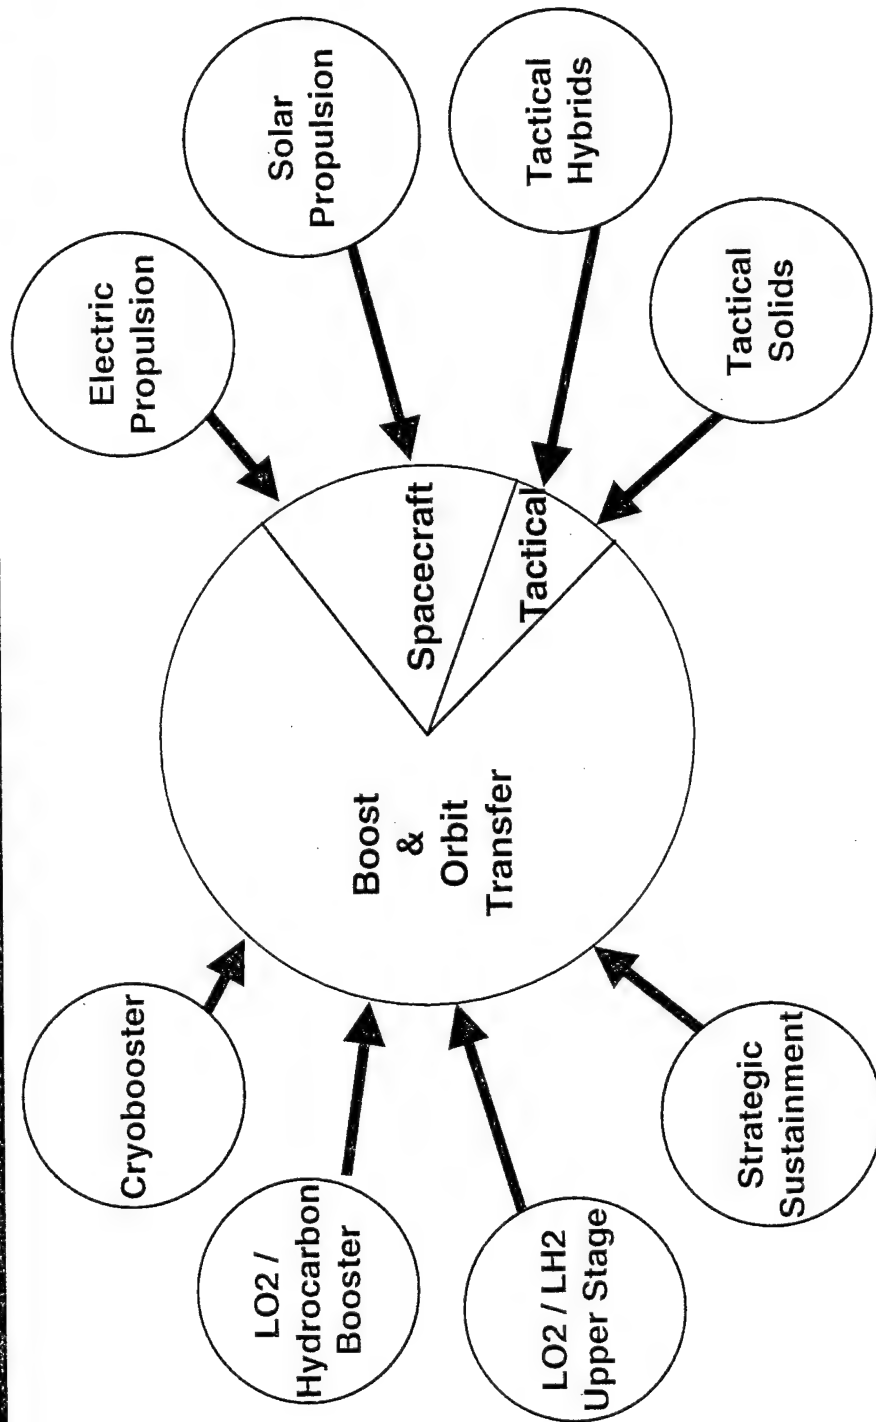 Cryobooster
LO2 /
Hydrocarbon
Booster
LO2 / LH2
Upper Stage
Strategic
Sustainment
Boost
&
Orbit
Transfer
Spacecraft
Tactical
Electric
Propulsion
Solar
Propulsion
Tactical
Hybrids
Tactical
Solids